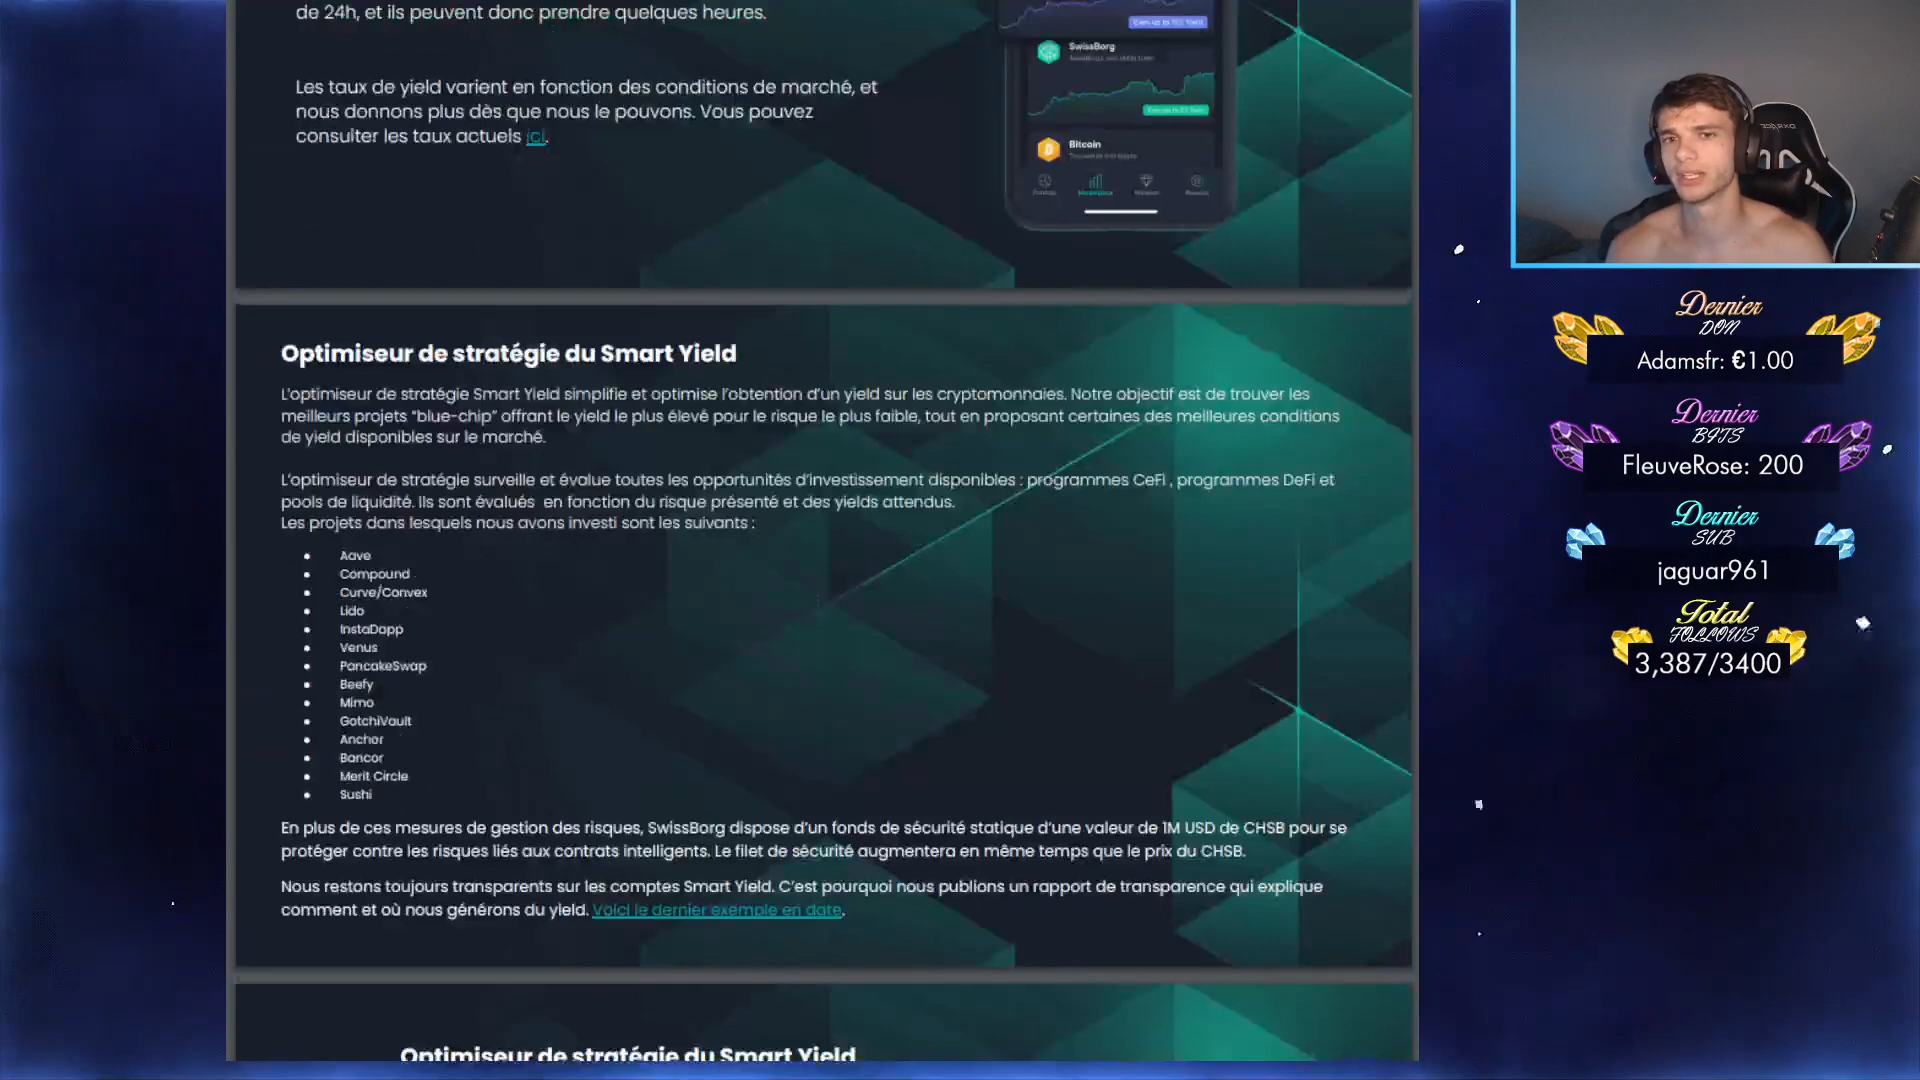 de 24h, et ils peuvent donc prendre quelques heures.
Les taux de yield varient en fonction des conditions de marché, et
nous donnons plus dès que nous le pouvons. Vous pouvez
consulter les taux actuels ici.
SwissBorg
Bitcoin
Optimiseur de stratégie du Smart Yield
L'optimiseur de stratégie Smart Yield simplifie et optimise l'obtention d'un yield sur les cryptomonnaies. Notre objectif est de trouver les
meilleurs projets "blue-chip" offrant le yield le plus élevé pour le risque le plus faible, tout en proposant certaines des meilleures conditions
de yield disponibles sur le marché.
L'optimiseur de stratégie surveille et évalue toutes les opportunités d'investissement disponibles : programmes CeFi , programmes DeFi et
pools de liquidité. Ils sont évalués en fonction du risque présenté et des yields attendus.
Les projets dans lesquels nous avons investi sont les suivants :
• Aave
• Compound
• Curve/Convex
• Lido
• InstaDapp
• Venus
• PancakeSwap
• Beefy
• Mimo
• GotchiVault
• Anchor
• Bancor
• Merit Circle
• Sushi
En plus de ces mesures de gestion des risques, SwissBorg dispose d'un fonds de sécurité statique d'une valeur de 1M USD de CHSB pour se
protéger contre les risques liés aux contrats intelligents. Le filet de sécurité augmentera en même temps que le prix du CHSB.
Nous restons toujours transparents sur les comptes Smart Yield. C'est pourquoi nous publions un rapport de transparence qui explique
comment et où nous générons du yield. Voici le dernier exemple en date.
Optimiseur de stratégie du Smart Yield
Dernier
DON
Adamsfr: €1.00
Dernier
BITS
FleuveRose: 200
Dernier
SUB
jaguar961
Total
FOLLOWS
3,387/3400